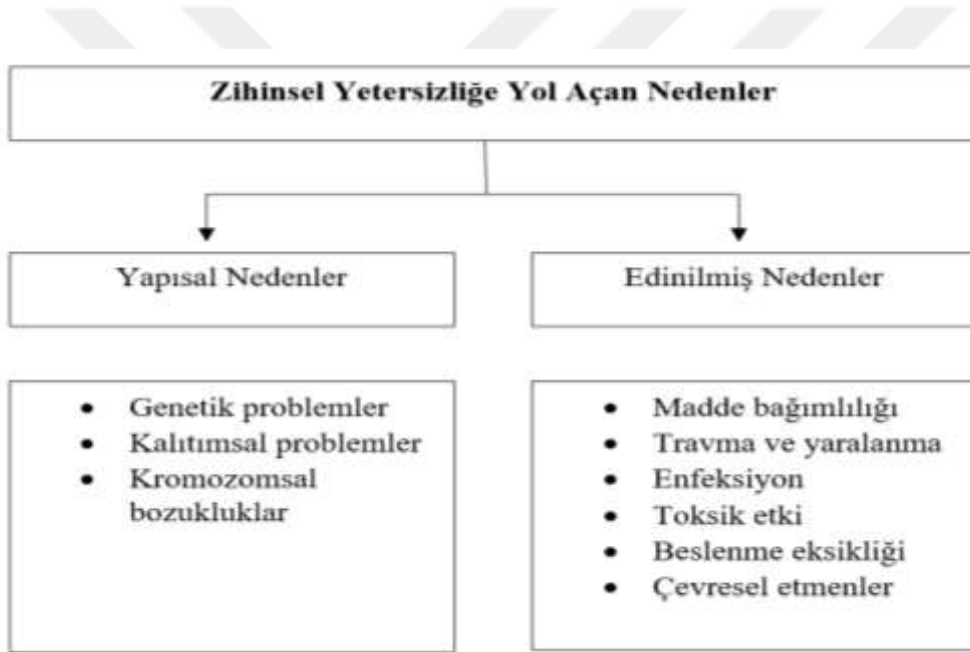 Zihinsel Yetersizliğe Yol Açan Nedenler
Yapısal Nedenler
Edinilmiş Nedenler
• Genetik problemler
• Kalıtımsal problemler
• Kromozomsal
bozukluklar
• Madde bağımlılığı
• Travma ve yaralanma
• Enfeksiyon
• Toksik etki
• Beslenme eksikliği
• Çevresel etmenler